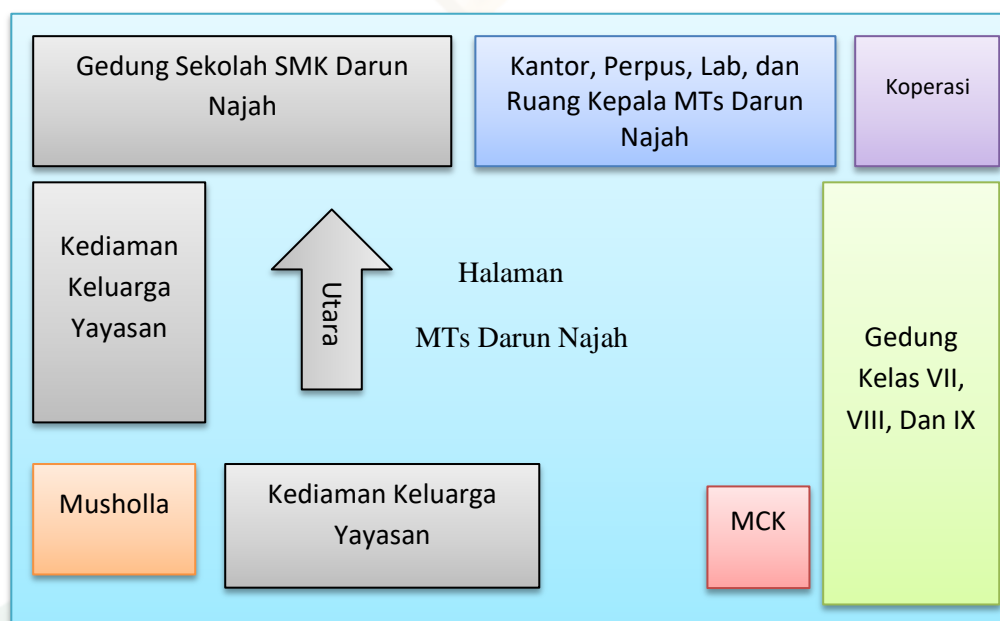 Gedung Sekolah SMK Darun
Najah
Kantor, Perpus, Lab, dan
Ruang Kepala MTs Darun
Najah
Koperasi
Kediaman
Keluarga
Yayasan
Utara
Halaman
MTs Darun Najah
Gedung
Kelas VII,
VIII, Dan IX
Musholla
Kediaman Keluarga
Yayasan
MCK